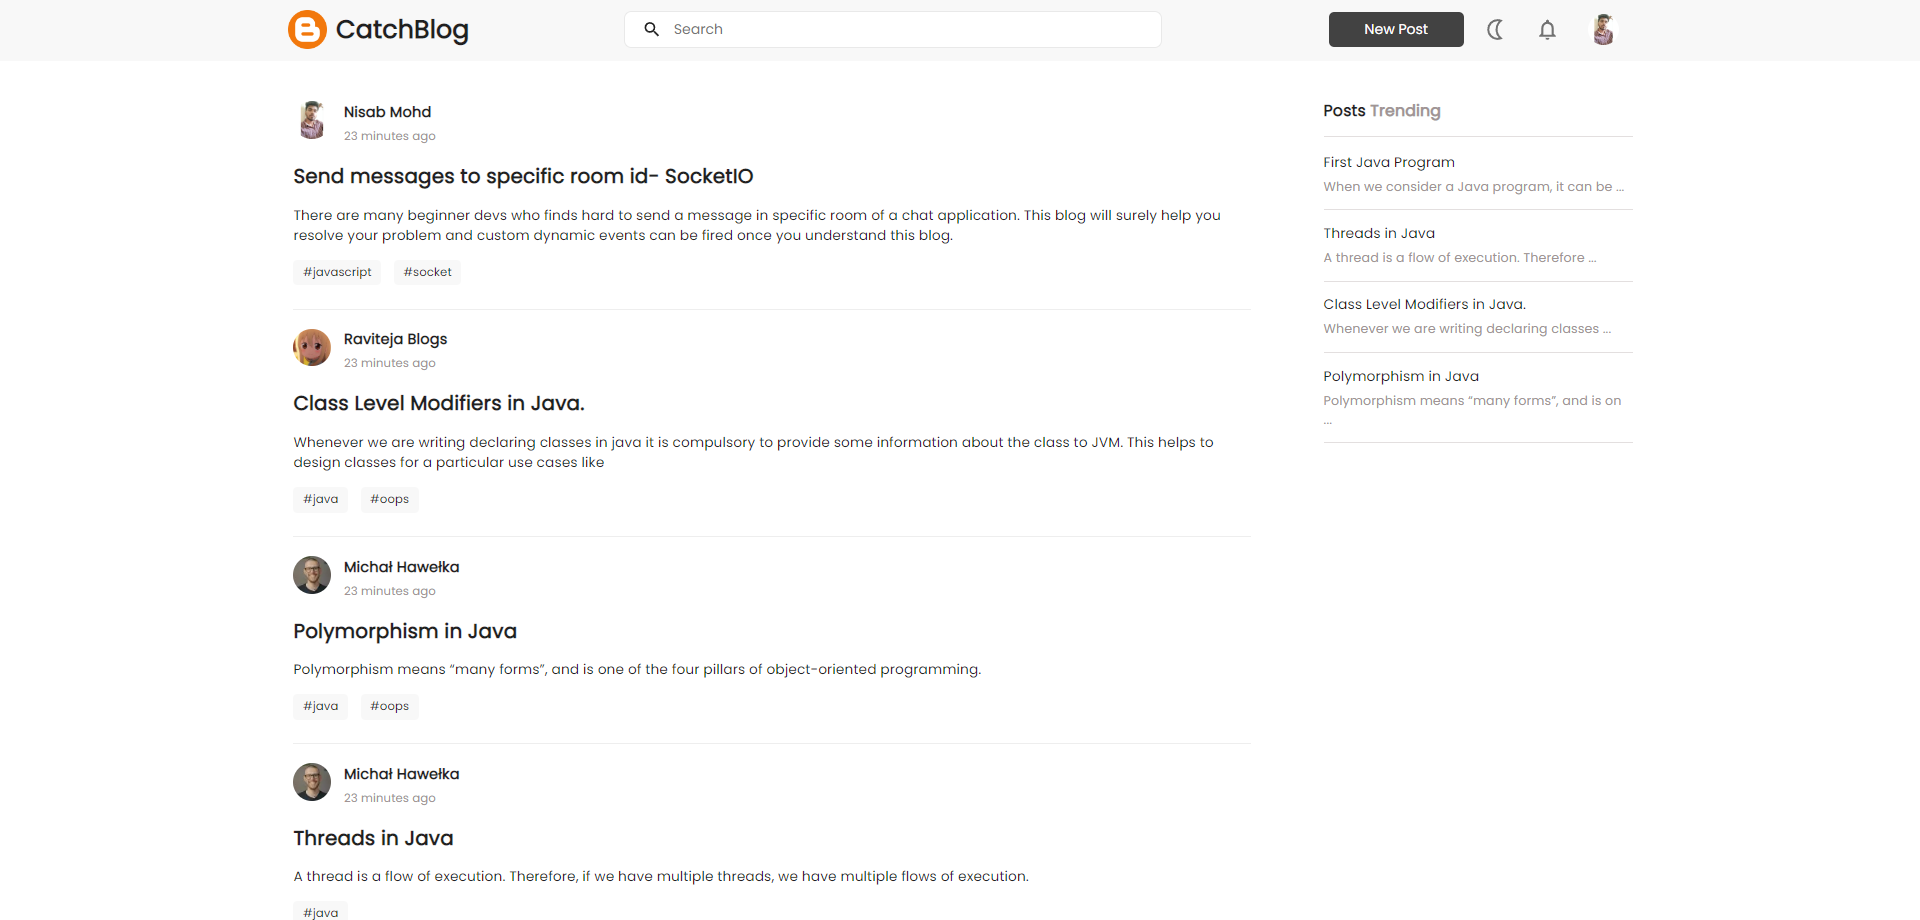 CatchBlog
Search
New Post
Nisab Mohd
23 minutes ago
Send messages to specific room id- SocketIO
There are many beginner devs who finds hard to send a message in specific room of a chat application. This blog will surely help you
resolve your problem and custom dynamic events can be fired once you understand this blog.
#javascript #socket
Raviteja Blogs
23 minutes ago
Class Level Modifiers in Java.
Whenever we are writing declaring classes in java it is compulsory to provide some information about the class to JVM. This helps to
design classes for a particular use cases like
#java #oops
Michał Hawełka
23 minutes ago
Polymorphism in Java
Polymorphism means “many forms”, and is one of the four pillars of object-oriented programming.
#java #oops
Michał Hawełka
23 minutes ago
Threads in Java
A thread is a flow of execution. Therefore, if we have multiple threads, we have multiple flows of execution.
#java
Posts Trending
First Java Program
When we consider a Java program, it can be ...
Threads in Java
A thread is a flow of execution. Therefore ...
Class Level Modifiers in Java.
Whenever we are writing declaring classes ...
Polymorphism in Java
Polymorphism means “many forms”, and is on
...